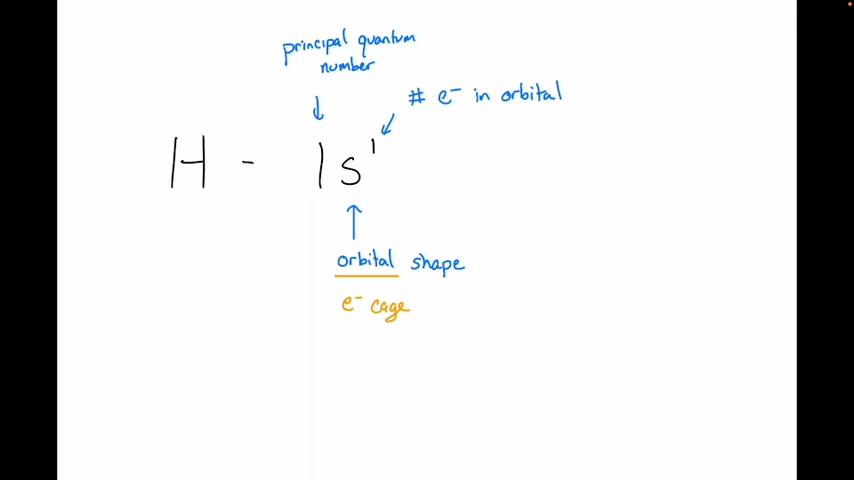 principal quantum
number
# e⁻ in orbital
H - 1s¹
orbital shape
e⁻ cage